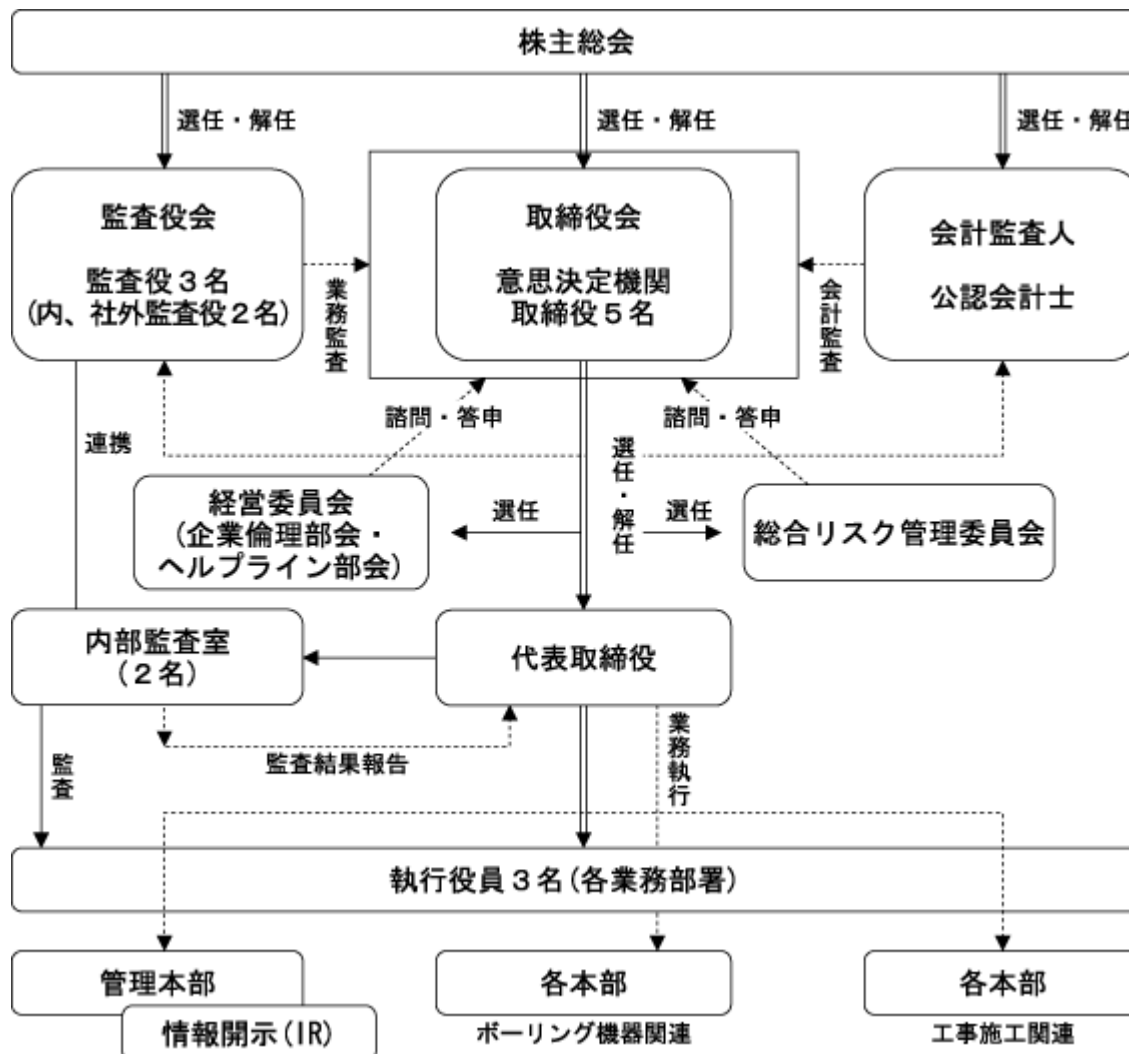 株主総会
選任・解任
選任・解任
選任・解任
監査役会
監査役３名
(内、社外監査役２名)
業務監査
取締役会
意思決定機関
取締役５名
会計監査
会計監査人
公認会計士
諮問・答申
諮問・答申
連携
選任・解任
経営委員会
(企業倫理部会・
ヘルプライン部会)
選任
選任
総合リスク管理委員会
内部監査室
(２名)
代表取締役
監査結果報告
監査
業務執行
執行役員３名(各業務部署)
管理本部
情報開示(IR)
各本部
ボーリング機器関連
各本部
工事施工関連